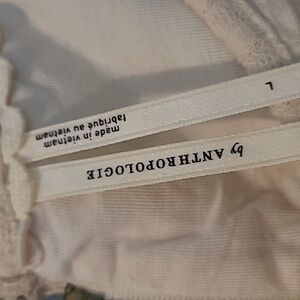 made in vietnam
fabriqué au vietnam
L
by ANTHROPOLOGIE